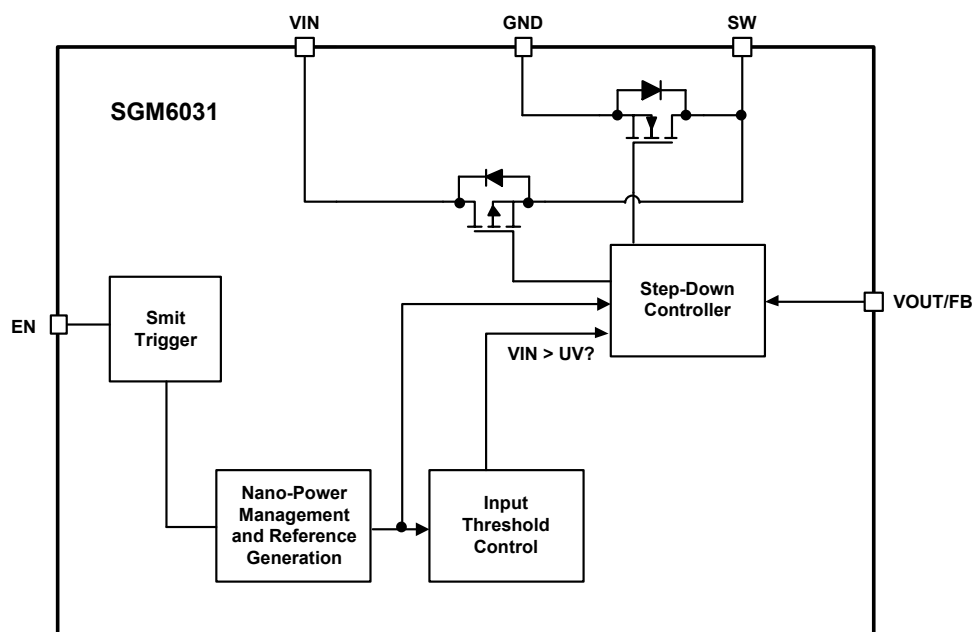 VIN
GND
SW
SGM6031
Step-Down
Controller
Smit
Trigger
EN
VOUT/FB
VIN > UV?
Nano-Power
Management
and Reference
Generation
Input
Threshold
Control